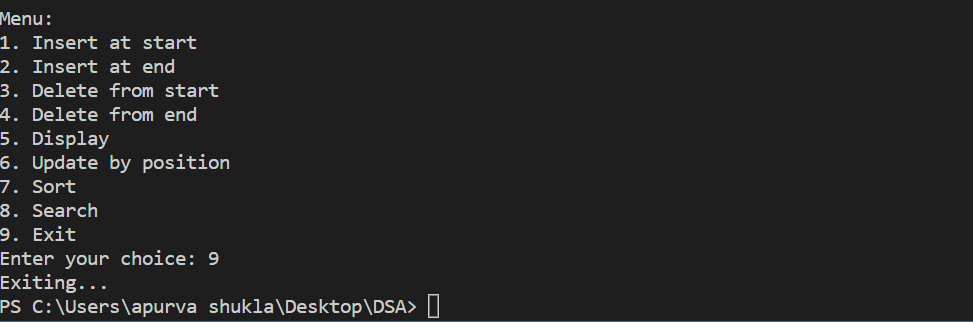 Menu:
1. Insert at start
2. Insert at end
3. Delete from start
4. Delete from end
5. Display
6. Update by position
7. Sort
8. Search
9. Exit
Enter your choice: 9
Exiting...
PS C:\Users\apurva shukla\Desktop\DSA>